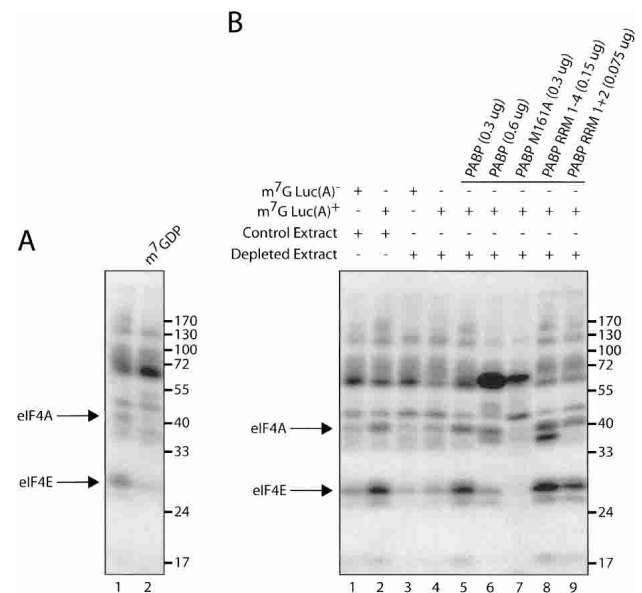 B
PABP (0.3 ug)
PABP (0.6 ug)
PABP M161A (0.3 ug)
PABP RRM 1-4 (0.15 ug)
PABP RRM 1+2 (0.075 ug)
m7G Luc(A)- + - + - - - - - -
m7G Luc(A)+ - + - + + + + + +
Control Extract + + - - - - - - -
Depleted Extract - - + + + + + + +
A
m7GDP
170
130
100
72
55
eIF4A
40
33
eIF4E
24
17
1 2
170
130
100
72
55
eIF4A
40
33
eIF4E
24
17
1 2 3 4 5 6 7 8 9